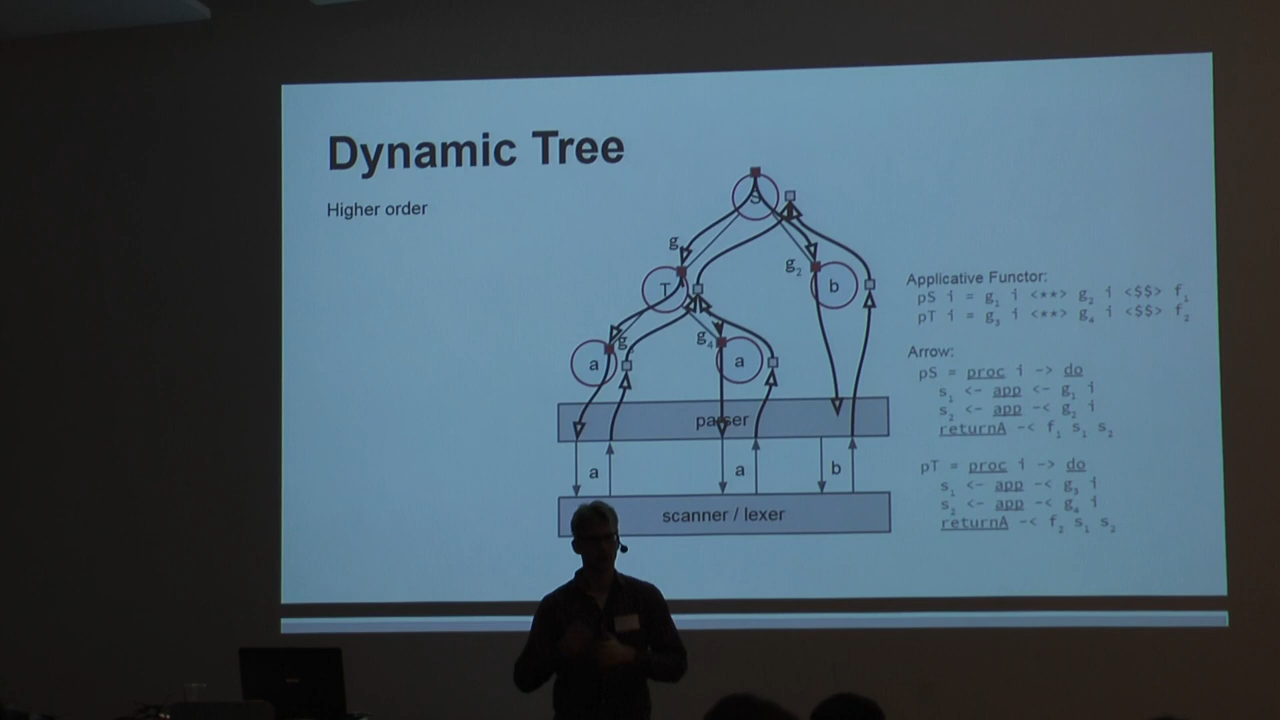 Dynamic Tree
Higher order
S
g
T
g₂
b
a
g
g₄
a
parser
a
a
b
scanner / lexer
Applicative Functor:
pS i = g₁ i <**> g₂ i <$$> f₁
pT i = g₃ i <**> g₄ i <$$> f₂
Arrow:
pS = proc i -> do
s₁ <- app <- g₁ i
s₂ <- app -< g₂ i
returnA -< f₁ s₁ s₂
pT = proc i -> do
s₁ <- app -< g₃ i
s₂ <- app -< g₄ i
returnA -< f₂ s₁ s₂